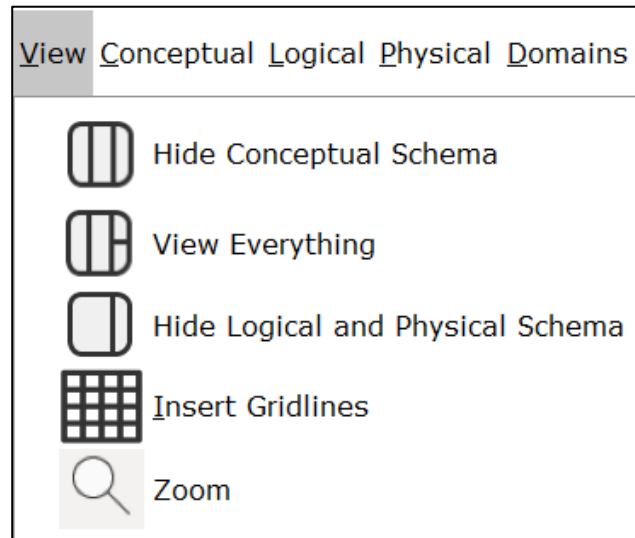 View Conceptual Logical Physical Domains
Hide Conceptual Schema
View Everything
Hide Logical and Physical Schema
Insert Gridlines
Zoom